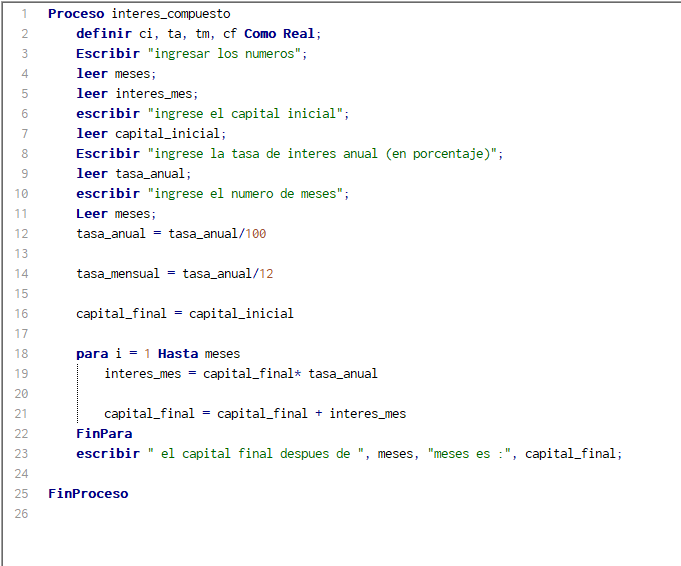 1 Proceso interes_compuesto
2 definir ci, ta, tm, cf Como Real;
3 Escribir "ingresar los numeros";
4 leer meses;
5 leer interes_mes;
6 escribir "ingrese el capital inicial";
7 leer capital_inicial;
8 Escribir "ingrese la tasa de interes anual (en porcentaje)";
9 leer tasa_anual;
10 escribir "ingrese el numero de meses";
11 Leer meses;
12 tasa_anual = tasa_anual/100
13
14 tasa_mensual = tasa_anual/12
15
16 capital_final = capital_inicial
17
18 para i = 1 Hasta meses
19 interes_mes = capital_final* tasa_anual
20
21 capital_final = capital_final + interes_mes
22 FinPara
23 escribir " el capital final despues de ", meses, "meses es :", capital_final;
24
25 FinProceso
26